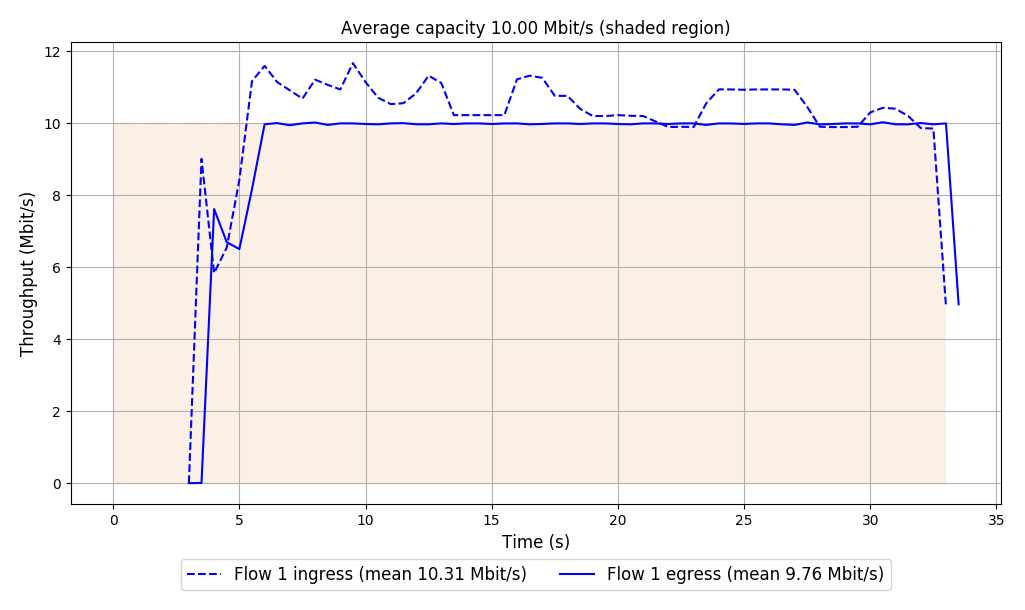 Average capacity 10.00 Mbit/s (shaded region)
12
10
8
6
4
2
0
Throughput (Mbit/s)
0 5 10 15 20 25 30 35
Time (s)
Flow 1 ingress (mean 10.31 Mbit/s) Flow 1 egress (mean 9.76 Mbit/s)